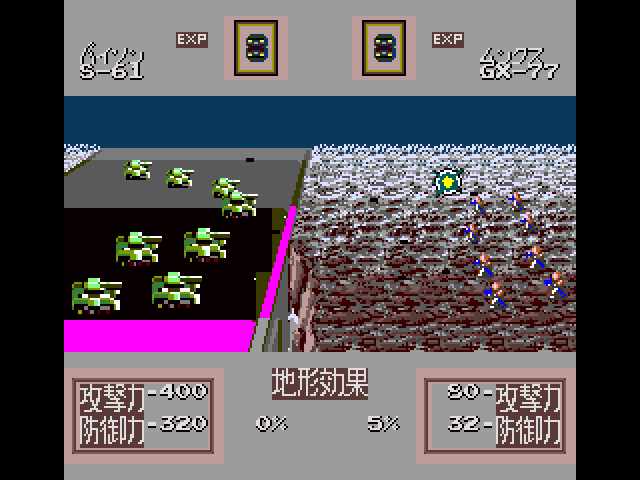 EXP EXP
バイソン ムンクス
S-61 GX-77
地形効果
攻撃力-400 80-攻撃力
防御力-320 0% 5% 32-防御力